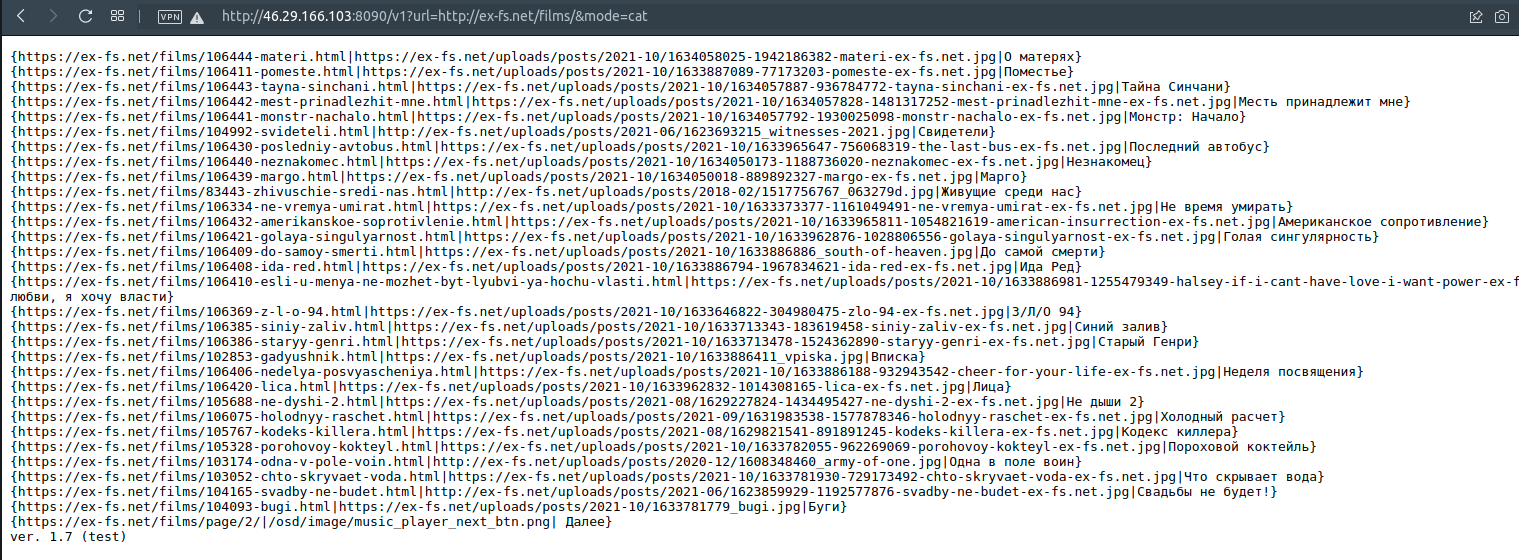 VPN http://46.29.166.103:8090/v1?url=http://ex-fs.net/films/&mode=cat
{https://ex-fs.net/films/106444-materi.html|https://ex-fs.net/uploads/posts/2021-10/1634058025-1942186382-materi-ex-fs.net.jpg|О матерях}
{https://ex-fs.net/films/106411-pomeste.html|https://ex-fs.net/uploads/posts/2021-10/1633887089-77173203-pomeste-ex-fs.net.jpg|Поместье}
{https://ex-fs.net/films/106443-tayna-sinchani.html|https://ex-fs.net/uploads/posts/2021-10/1634057887-936784772-tayna-sinchani-ex-fs.net.jpg|Тайна Синчани}
{https://ex-fs.net/films/106442-mest-prinadlezhit-mne.html|https://ex-fs.net/uploads/posts/2021-10/1634057828-1481317252-mest-prinadlezhit-mne-ex-fs.net.jpg|Месть принадлежит мне}
{https://ex-fs.net/films/106441-monstr-nachalo.html|https://ex-fs.net/uploads/posts/2021-10/1634057792-1930025098-monstr-nachalo-ex-fs.net.jpg|Монстр: Начало}
{https://ex-fs.net/films/104992-svideteli.html|http://ex-fs.net/uploads/posts/2021-06/1623693215_witnesses-2021.jpg|Свидетели}
{https://ex-fs.net/films/106430-posledniy-avtobus.html|https://ex-fs.net/uploads/posts/2021-10/1633965647-756068319-the-last-bus-ex-fs.net.jpg|Последний автобус}
{https://ex-fs.net/films/106440-neznakomec.html|https://ex-fs.net/uploads/posts/2021-10/1634050173-1188736020-neznakomec-ex-fs.net.jpg|Незнакомец}
{https://ex-fs.net/films/106439-margo.html|https://ex-fs.net/uploads/posts/2021-10/1634050018-889892327-margo-ex-fs.net.jpg|Марго}
{https://ex-fs.net/films/83443-zhivuschie-sredi-nas.html|http://ex-fs.net/uploads/posts/2018-02/1517756767_063279d.jpg|Живущие среди нас}
{https://ex-fs.net/films/106334-ne-vremya-umirat.html|https://ex-fs.net/uploads/posts/2021-10/1633373377-1161049491-ne-vremya-umirat-ex-fs.net.jpg|Не время умирать}
{https://ex-fs.net/films/106432-amerikanskoe-soprotivlenie.html|https://ex-fs.net/uploads/posts/2021-10/1633965811-1054821619-american-insurrection-ex-fs.net.jpg|Американское сопротивление}
{https://ex-fs.net/films/106421-golaya-singulyarnost.html|https://ex-fs.net/uploads/posts/2021-10/1633962876-1028806556-golaya-singulyarnost-ex-fs.net.jpg|Голая сингулярность}
{https://ex-fs.net/films/106409-do-samoy-smerti.html|https://ex-fs.net/uploads/posts/2021-10/1633886886_south-of-heaven.jpg|До самой смерти}
{https://ex-fs.net/films/106408-ida-red.html|https://ex-fs.net/uploads/posts/2021-10/1633886794-1967834621-ida-red-ex-fs.net.jpg|Ида Ред}
{https://ex-fs.net/films/106410-esli-u-menya-ne-mozhet-byt-lyubvi-ya-hochu-vlasti.html|https://ex-fs.net/uploads/posts/2021-10/1633886981-1255479349-halsey-if-i-cant-have-love-i-want-power-ex-f
любви, я хочу власти}
{https://ex-fs.net/films/106369-z-l-o-94.html|https://ex-fs.net/uploads/posts/2021-10/1633646822-304980475-zlo-94-ex-fs.net.jpg|З/Л/О 94}
{https://ex-fs.net/films/106385-siniy-zaliv.html|https://ex-fs.net/uploads/posts/2021-10/1633713343-183619458-siniy-zaliv-ex-fs.net.jpg|Синий залив}
{https://ex-fs.net/films/106386-staryy-genri.html|https://ex-fs.net/uploads/posts/2021-10/1633713478-1524362890-staryy-genri-ex-fs.net.jpg|Старый Генри}
{https://ex-fs.net/films/102853-gadyushnik.html|https://ex-fs.net/uploads/posts/2021-10/1633886411_vpiska.jpg|Вписка}
{https://ex-fs.net/films/106406-nedelya-posvyascheniya.html|https://ex-fs.net/uploads/posts/2021-10/1633886188-932943542-cheer-for-your-life-ex-fs.net.jpg|Неделя посвящения}
{https://ex-fs.net/films/106420-lica.html|https://ex-fs.net/uploads/posts/2021-10/1633962832-1014308165-lica-ex-fs.net.jpg|Лица}
{https://ex-fs.net/films/105688-ne-dyshi-2.html|https://ex-fs.net/uploads/posts/2021-08/1629227824-1434495427-ne-dyshi-2-ex-fs.net.jpg|Не дыши 2}
{https://ex-fs.net/films/106075-holodnyy-raschet.html|https://ex-fs.net/uploads/posts/2021-09/1631983538-1577878346-holodnyy-raschet-ex-fs.net.jpg|Холодный расчет}
{https://ex-fs.net/films/105767-kodeks-killera.html|https://ex-fs.net/uploads/posts/2021-08/1629821541-891891245-kodeks-killera-ex-fs.net.jpg|Кодекс киллера}
{https://ex-fs.net/films/105328-porohovoy-kokteyl.html|https://ex-fs.net/uploads/posts/2021-10/1633782055-962269069-porohovoy-kokteyl-ex-fs.net.jpg|Пороховой коктейль}
{https://ex-fs.net/films/103174-odna-v-pole-voin.html|http://ex-fs.net/uploads/posts/2020-12/1608348460_army-of-one.jpg|Одна в поле воин}
{https://ex-fs.net/films/103052-chto-skryvaet-voda.html|https://ex-fs.net/uploads/posts/2021-10/1633781930-729173492-chto-skryvaet-voda-ex-fs.net.jpg|Что скрывает вода}
{https://ex-fs.net/films/104165-svadby-ne-budet.html|http://ex-fs.net/uploads/posts/2021-06/1623859929-1192577876-svadby-ne-budet-ex-fs.net.jpg|Свадьбы не будет!}
{https://ex-fs.net/films/104093-bugi.html|https://ex-fs.net/uploads/posts/2021-10/1633781779_bugi.jpg|Буги}
{https://ex-fs.net/films/page/2/|/osd/image/music_player_next_btn.png| Далее}
ver. 1.7 (test)